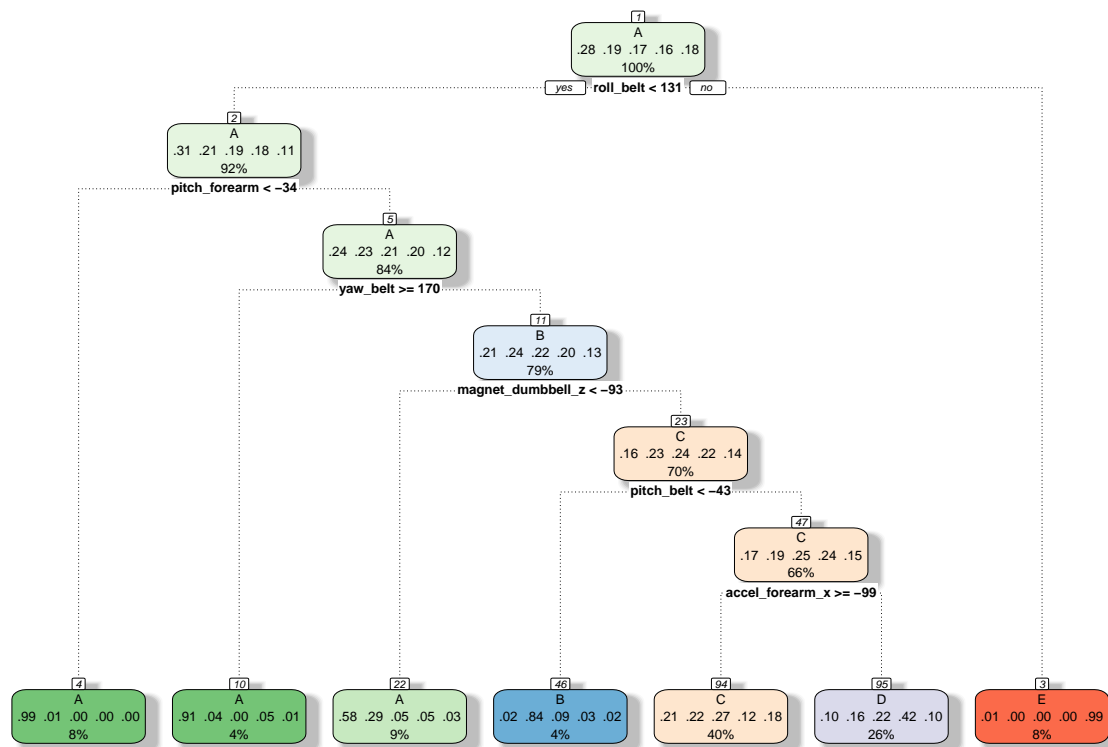 1
A
.28 .19 .17 .16 .18
100%
yes roll_belt < 131 no
2
A
.31 .21 .19 .18 .11
92%
pitch_forearm < −34
5
A
.24 .23 .21 .20 .12
84%
yaw_belt >= 170
11
B
.21 .24 .22 .20 .13
79%
magnet_dumbbell_z < −93
23
C
.16 .23 .24 .22 .14
70%
pitch_belt < −43
47
C
.17 .19 .25 .24 .15
66%
accel_forearm_x >= −99
4
A
.99 .01 .00 .00 .00
8%
10
A
.91 .04 .00 .05 .01
4%
22
A
.58 .29 .05 .05 .03
9%
46
B
.02 .84 .09 .03 .02
4%
94
C
.21 .22 .27 .12 .18
40%
95
D
.10 .16 .22 .42 .10
26%
3
E
.01 .00 .00 .00 .99
8%